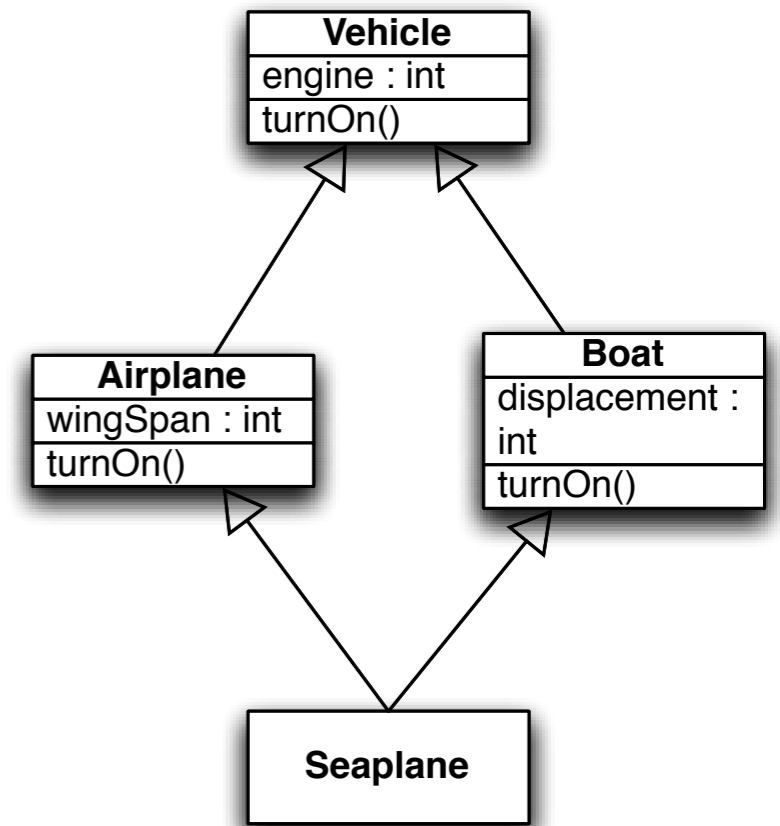 Vehicle
engine : int
turnOn()
Airplane
wingSpan : int
turnOn()
Boat
displacement :
int
turnOn()
Seaplane